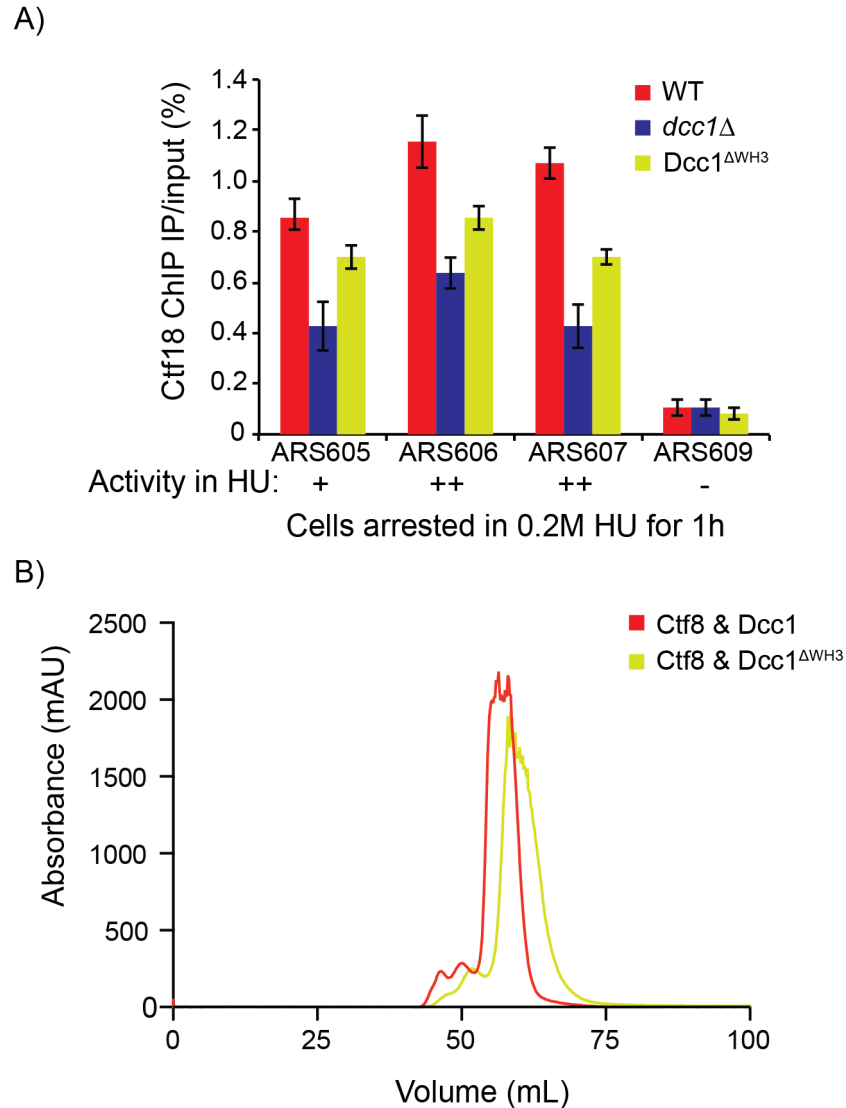 A)
Ctf18 ChIP IP/input (%)
1.4
1.2
1.0
0.8
0.6
0.4
0.2
0
WT
dcc1Δ
Dcc1ΔWH3
ARS605 ARS606 ARS607 ARS609
Activity in HU: + ++ ++ -
Cells arrested in 0.2M HU for 1h
B)
Absorbance (mAU)
2500
2000
1500
1000
500
0
Ctf8 & Dcc1
Ctf8 & Dcc1ΔWH3
0 25 50 75 100
Volume (mL)